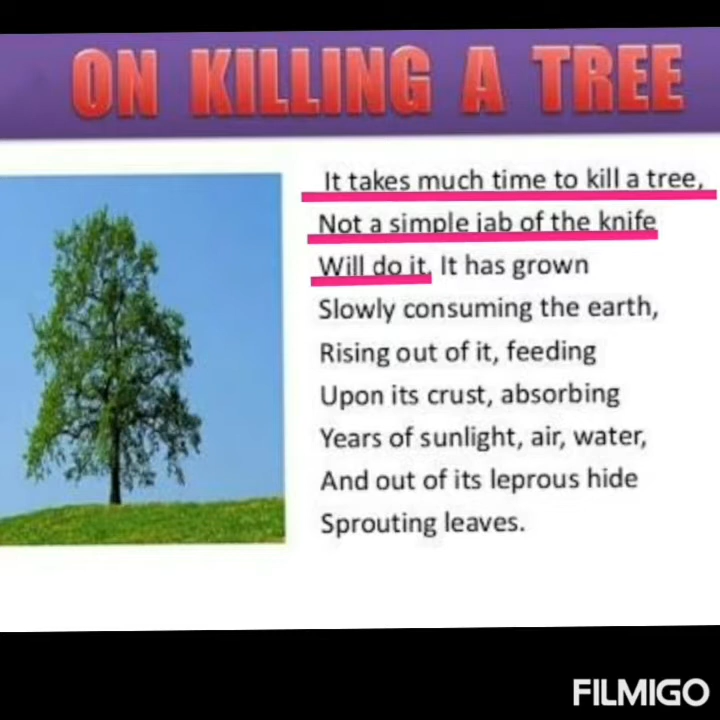 ON KILLING A TREE
It takes much time to kill a tree,
Not a simple jab of the knife
Will do it. It has grown
Slowly consuming the earth,
Rising out of it, feeding
Upon its crust, absorbing
Years of sunlight, air, water,
And out of its leprous hide
Sprouting leaves.
FILMIGO